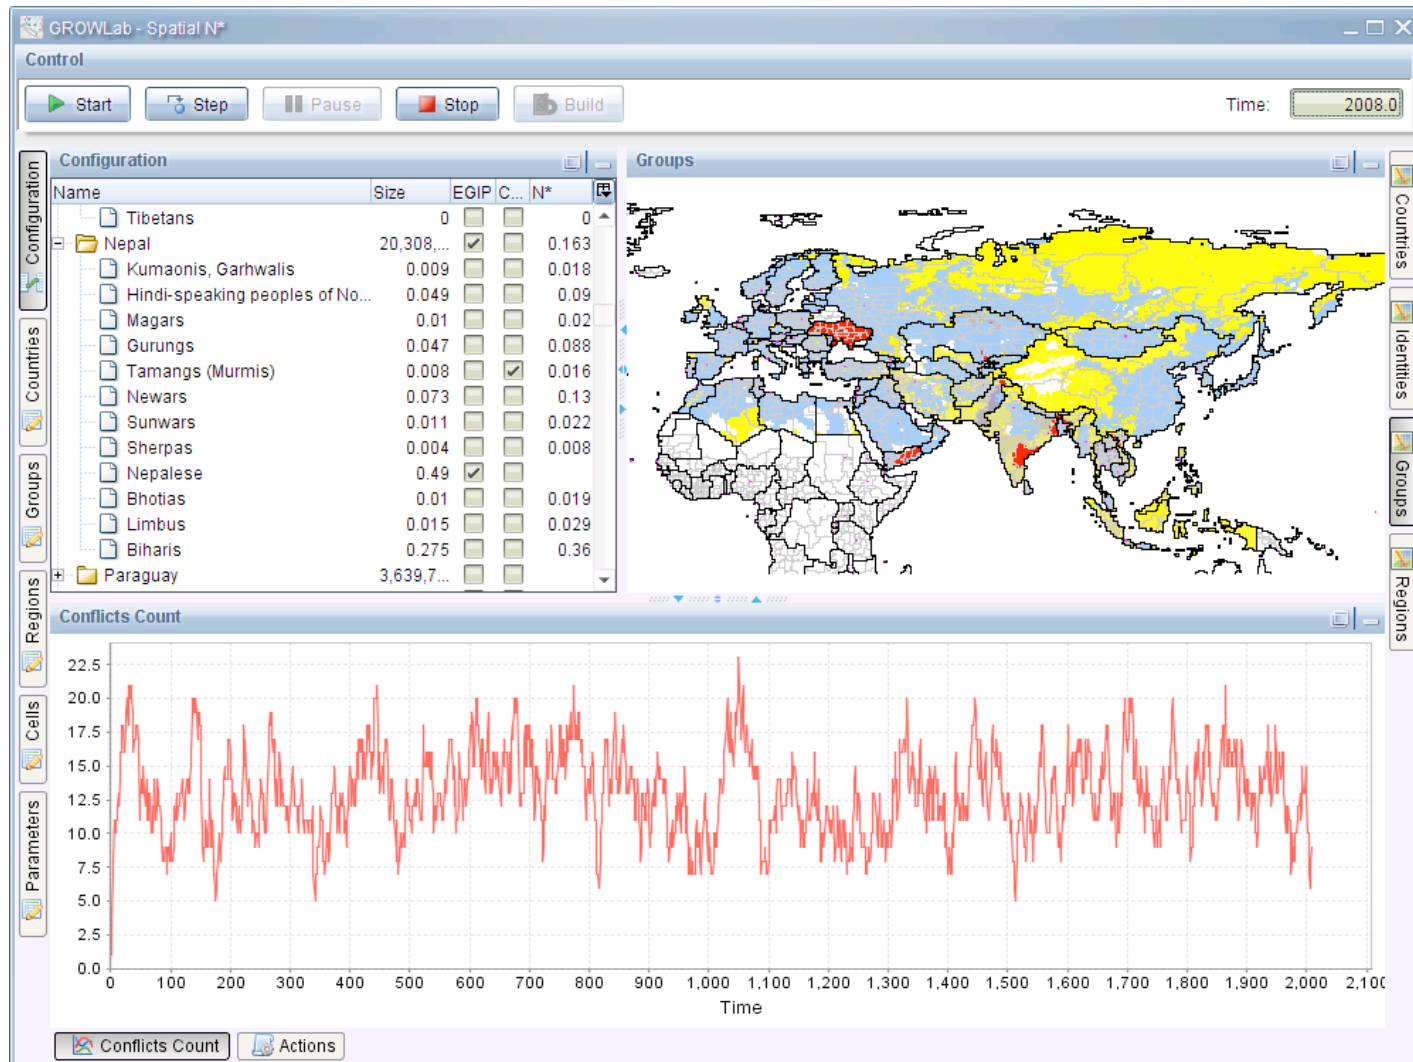 GROWLab - Spatial N*
Control
Start Step Pause Stop Build Time: 2008.0
Configuration
Name Size EGIP C... N*
Tibetans 0 0
Nepal 20,308,... 0.163
Kumaonis, Garhwalis 0.009 0.018
Hindi-speaking peoples of No... 0.049 0.09
Magars 0.01 0.02
Gurungs 0.047 0.088
Tamangs (Murmis) 0.008 0.016
Newars 0.073 0.13
Sunwars 0.011 0.022
Sherpas 0.004 0.008
Nepalese 0.49
Bhotias 0.01 0.019
Limbus 0.015 0.029
Biharis 0.275 0.36
Paraguay 3,639,7...
Groups
Configuration
Countries
Groups
Regions
Cells
Parameters
Countries
Identities
Groups
Regions
Conflicts Count
22.5
20.0
17.5
15.0
12.5
10.0
7.5
5.0
2.5
0.0
0 100 200 300 400 500 600 700 800 900 1,000 1,100 1,200 1,300 1,400 1,500 1,600 1,700 1,800 1,900 2,000 2,100
Time
Conflicts Count Actions